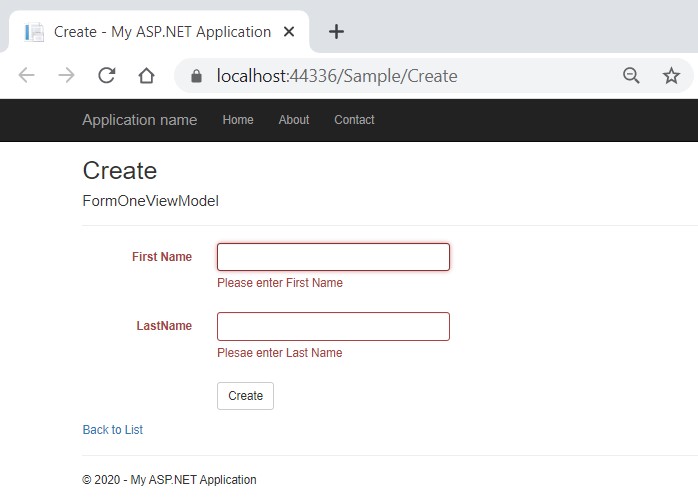 Create - My ASP.NET Application
localhost:44336/Sample/Create
Application name Home About Contact
Create
FormOneViewModel
First Name
Please enter First Name
LastName
Plesae enter Last Name
Create
Back to List
© 2020 - My ASP.NET Application